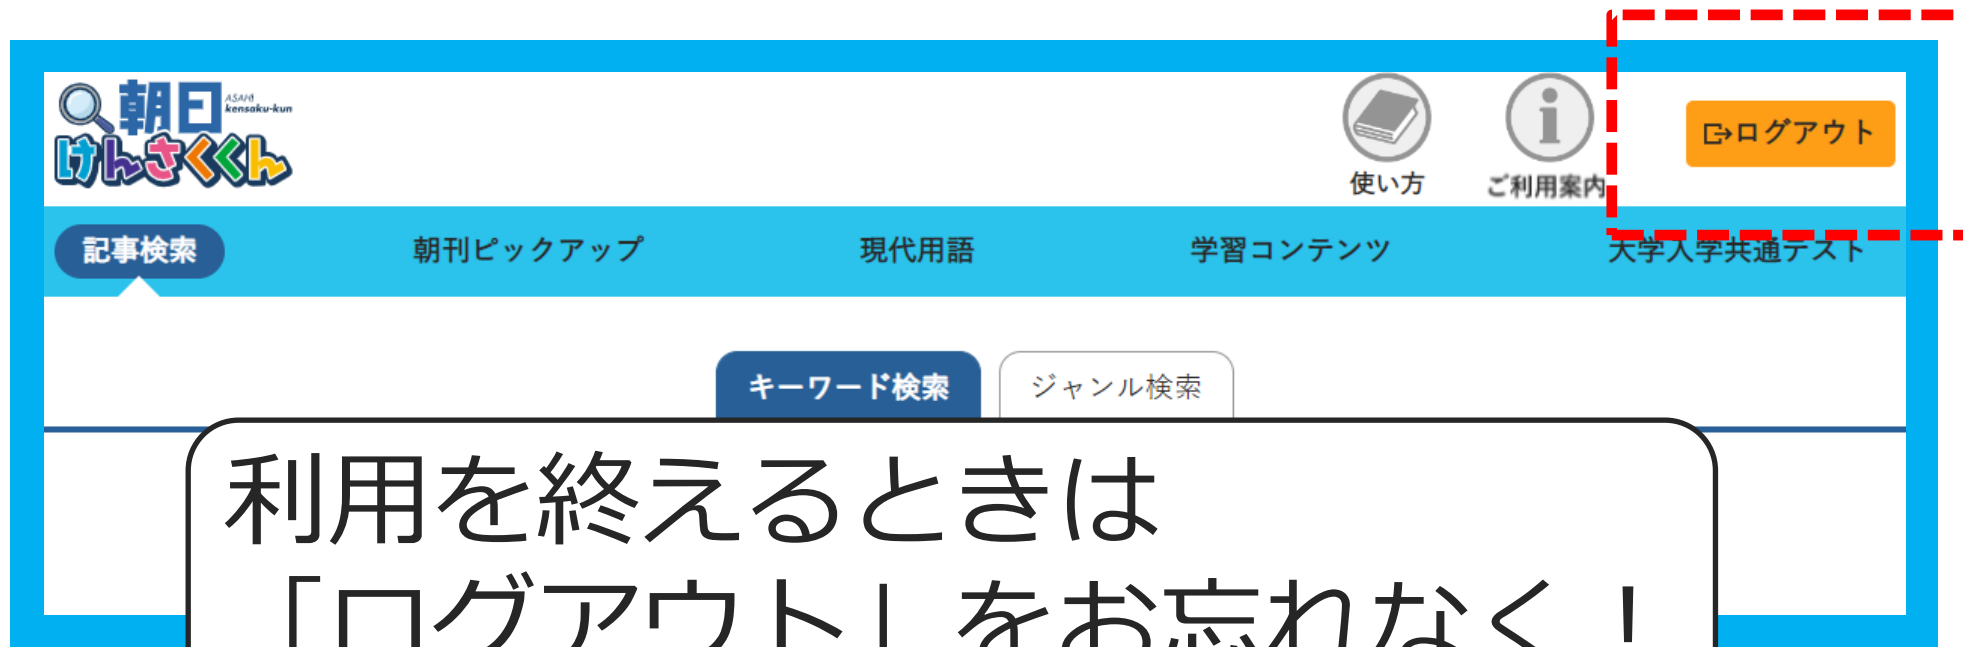 朝日
ASAHI
kensaku-kun
けんさくくん
使い方
ご利用案内
ログアウト
記事検索
朝刊ピックアップ
現代用語
学習コンテンツ
大学入学共通テスト
キーワード検索
ジャンル検索
利用を終えるときは
「ログアウト」をお忘れなく！